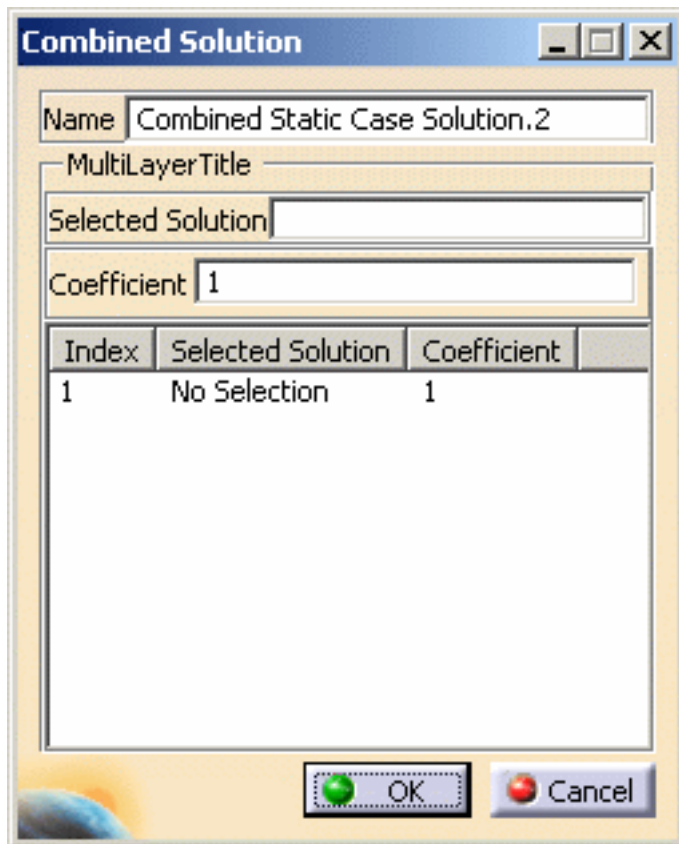 Combined Solution
Name Combined Static Case Solution.2
MultiLayerTitle
Selected Solution
Coefficient 1
Index Selected Solution Coefficient
1 No Selection 1
OK Cancel